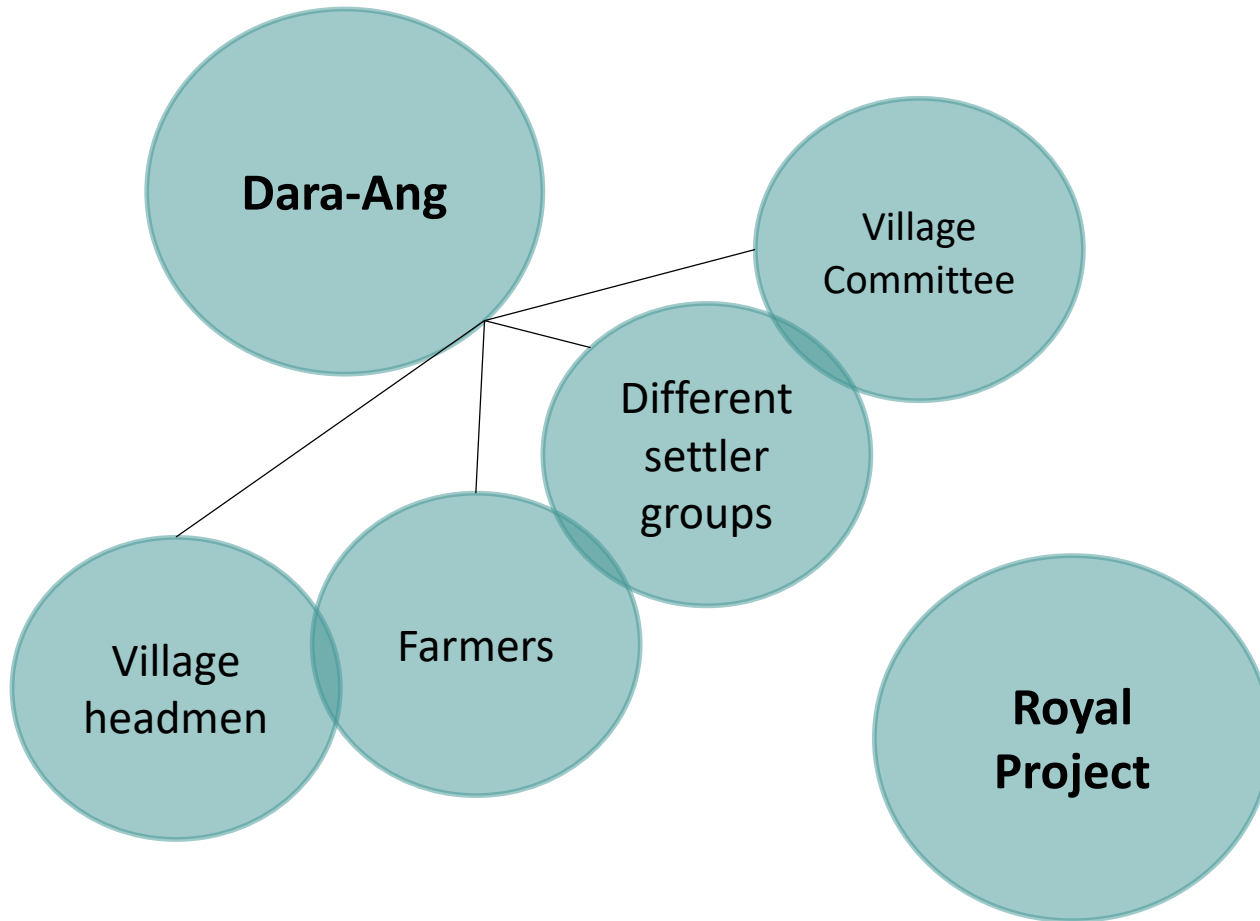 Dara-Ang
Village
Committee
Different
settler
groups
Farmers
Village
headmen
Royal
Project